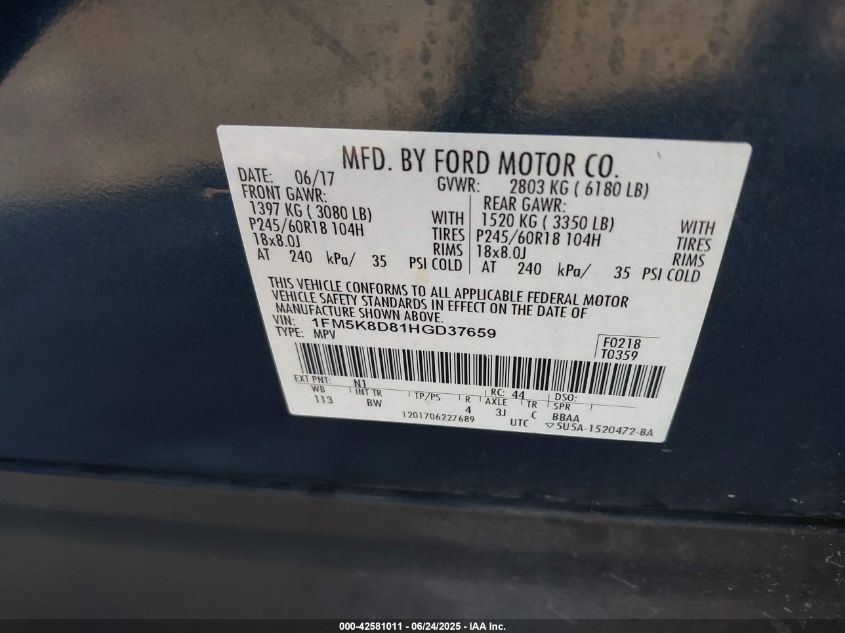 MFD. BY FORD MOTOR CO.
DATE: 06/17 GVWR: 2803 KG ( 6180 LB)
FRONT GAWR: REAR GAWR:
1397 KG ( 3080 LB) WITH 1520 KG ( 3350 LB) WITH
P245/60R18 104H TIRES P245/60R18 104H TIRES
18x8.0J RIMS 18x8.0J RIMS
AT 240 kPa/ 35 PSI COLD AT 240 kPa/ 35 PSI COLD
THIS VEHICLE CONFORMS TO ALL APPLICABLE FEDERAL MOTOR
VEHICLE SAFETY STANDARDS IN EFFECT ON THE DATE OF
MANUFACTURE SHOWN ABOVE.
VIN: 1FM5K8D81HGD37659 F0218
TYPE: MPV T0359
EXT PNT: N1 RC: 44 DSO:
WB INT TR TP/PS R AXLE TR SPR
113 BW 4 3J C BBAA
1201706227689 UTC ▽5U5A-1520472-BA
000-42581011 - 06/24/2025 - IAA Inc.